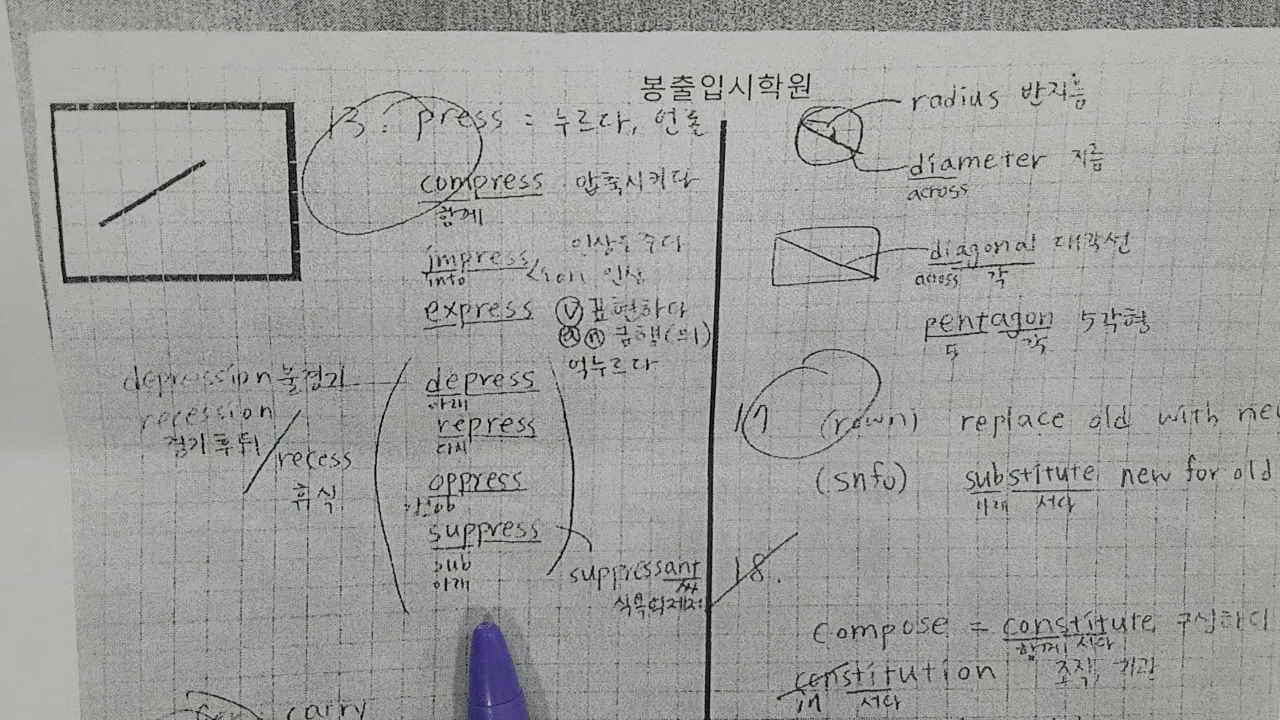 봉출입시학원
13. press = 누르다, 언론
compress 압축시키다
함께
impress 인상을 주다
into
express ⓥ 표현하다
ⓐⓝ 급행(의)
억누르다
depression 불경기 depress
아래
recession repress
경기후퇴 다시
recess oppress
휴식
suppress
sub
아래
suppressant
식욕억제제
carry
radius 반지름
diameter 지름
across
diagonal 대각선
across 각
pentagon 5각형
5 각
17 (rown) replace old with new
(snfo) substitute new for old
아래 서다
18.
compose = constitute 구성하다
함께 서다
constitution 조직, 기관
in 서다